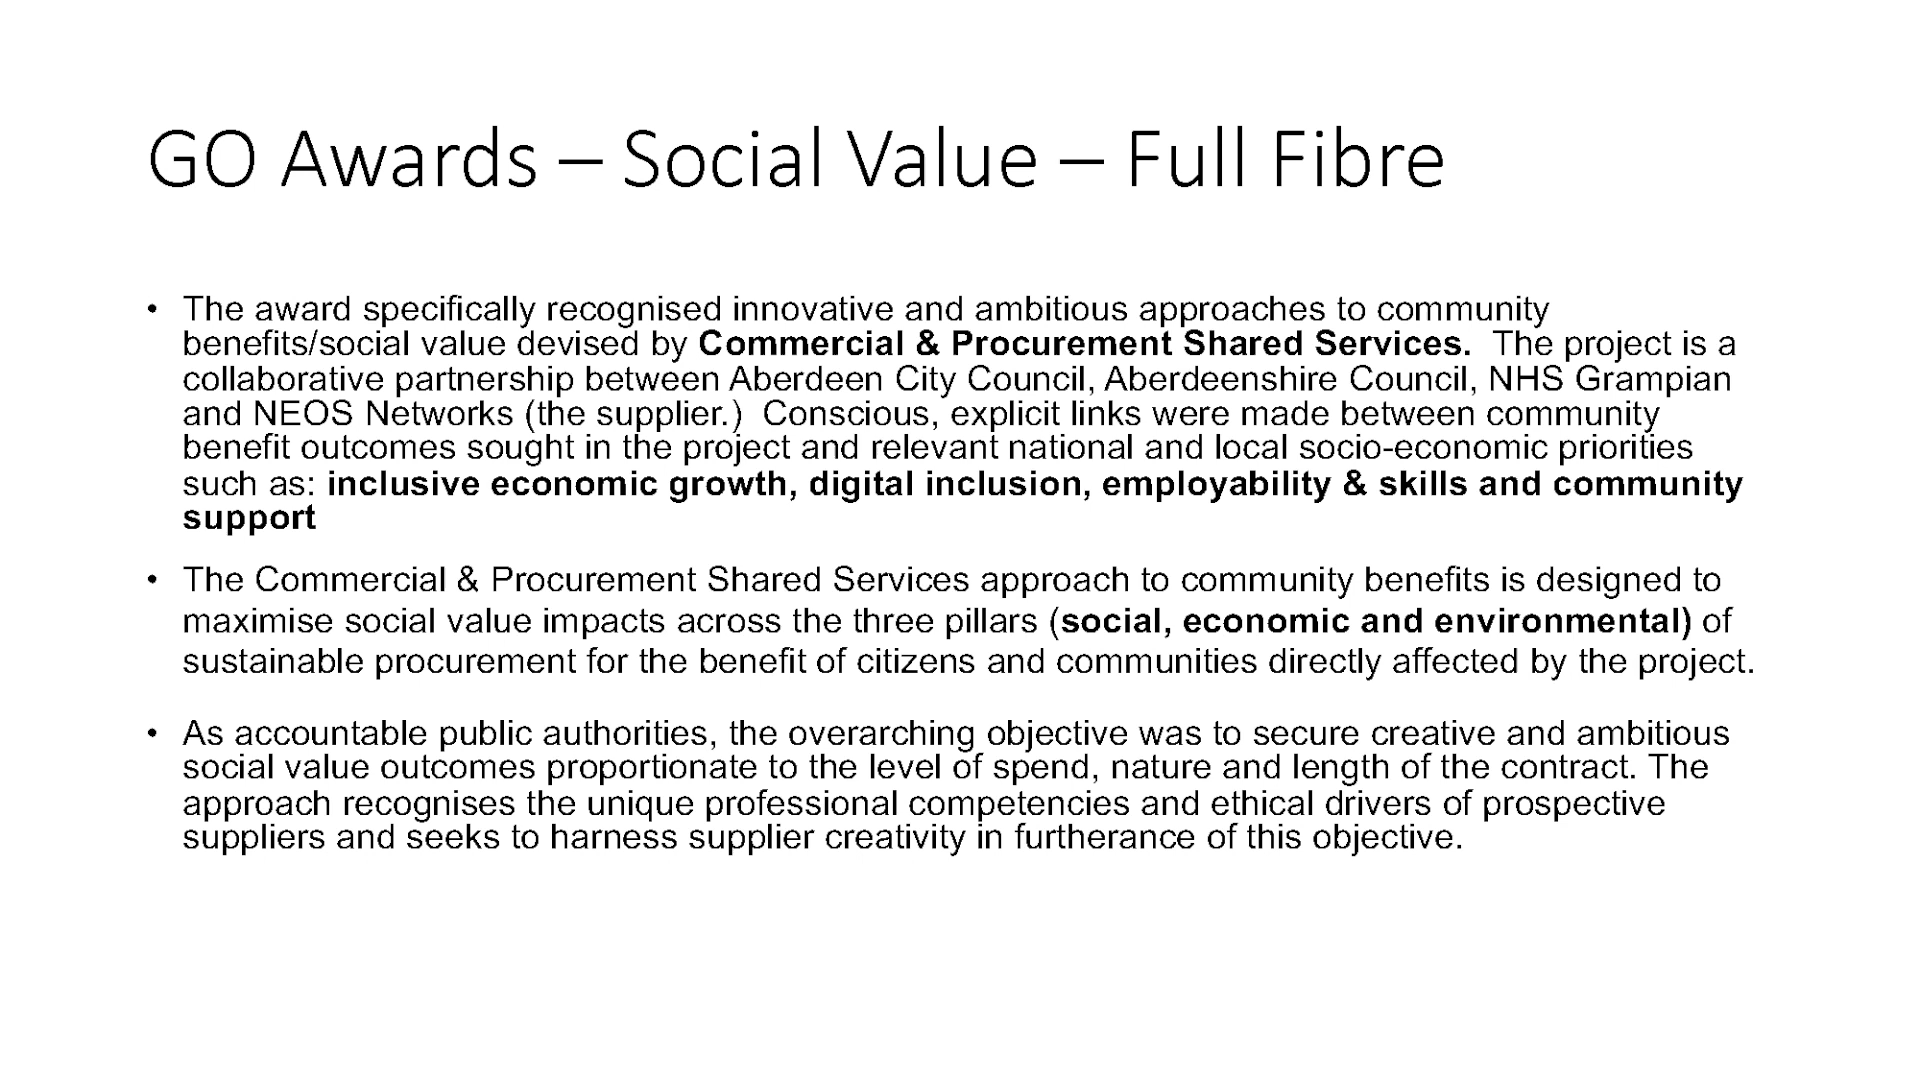 GO Awards – Social Value – Full Fibre
• The award specifically recognised innovative and ambitious approaches to community
benefits/social value devised by Commercial & Procurement Shared Services.  The project is a
collaborative partnership between Aberdeen City Council, Aberdeenshire Council, NHS Grampian
and NEOS Networks (the supplier.)  Conscious, explicit links were made between community
benefit outcomes sought in the project and relevant national and local socio-economic priorities
such as: inclusive economic growth, digital inclusion, employability & skills and community
support
• The Commercial & Procurement Shared Services approach to community benefits is designed to
maximise social value impacts across the three pillars (social, economic and environmental) of
sustainable procurement for the benefit of citizens and communities directly affected by the project.
• As accountable public authorities, the overarching objective was to secure creative and ambitious
social value outcomes proportionate to the level of spend, nature and length of the contract. The
approach recognises the unique professional competencies and ethical drivers of prospective
suppliers and seeks to harness supplier creativity in furtherance of this objective.